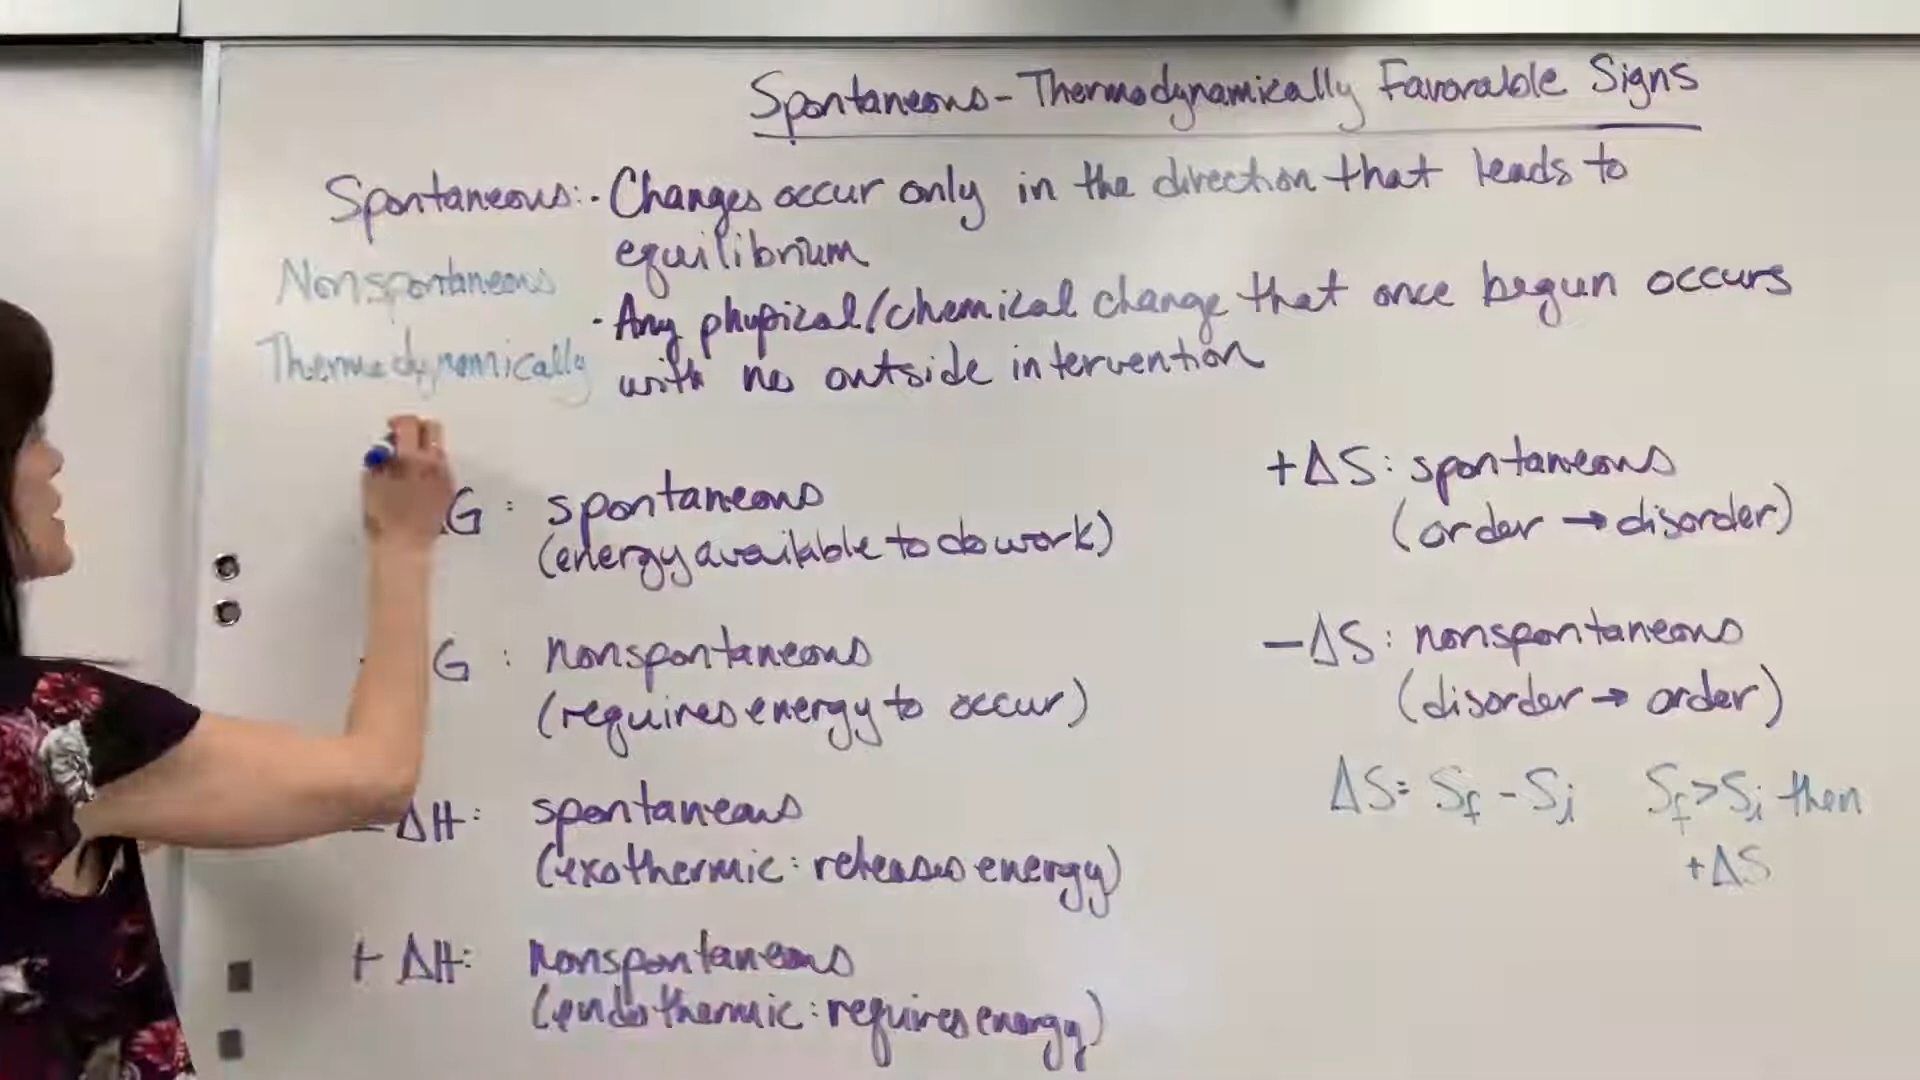 Spontaneous - Thermodynamically Favorable Signs
Spontaneous: · Changes occur only in the direction that leads to
equilibrium
Nonspontaneous
· Any physical/chemical change that once begun occurs
Thermodynamically
with no outside intervention
G : spontaneous
(energy available to do work)
G : nonspontaneous
(requires energy to occur)
- ΔH: spontaneous
(exothermic: releases energy)
+ ΔH: nonspontaneous
(endothermic: requires energy)
+ΔS: spontaneous
(order → disorder)
-ΔS: nonspontaneous
(disorder → order)
ΔS = Sf - Si Sf > Si then
+ΔS